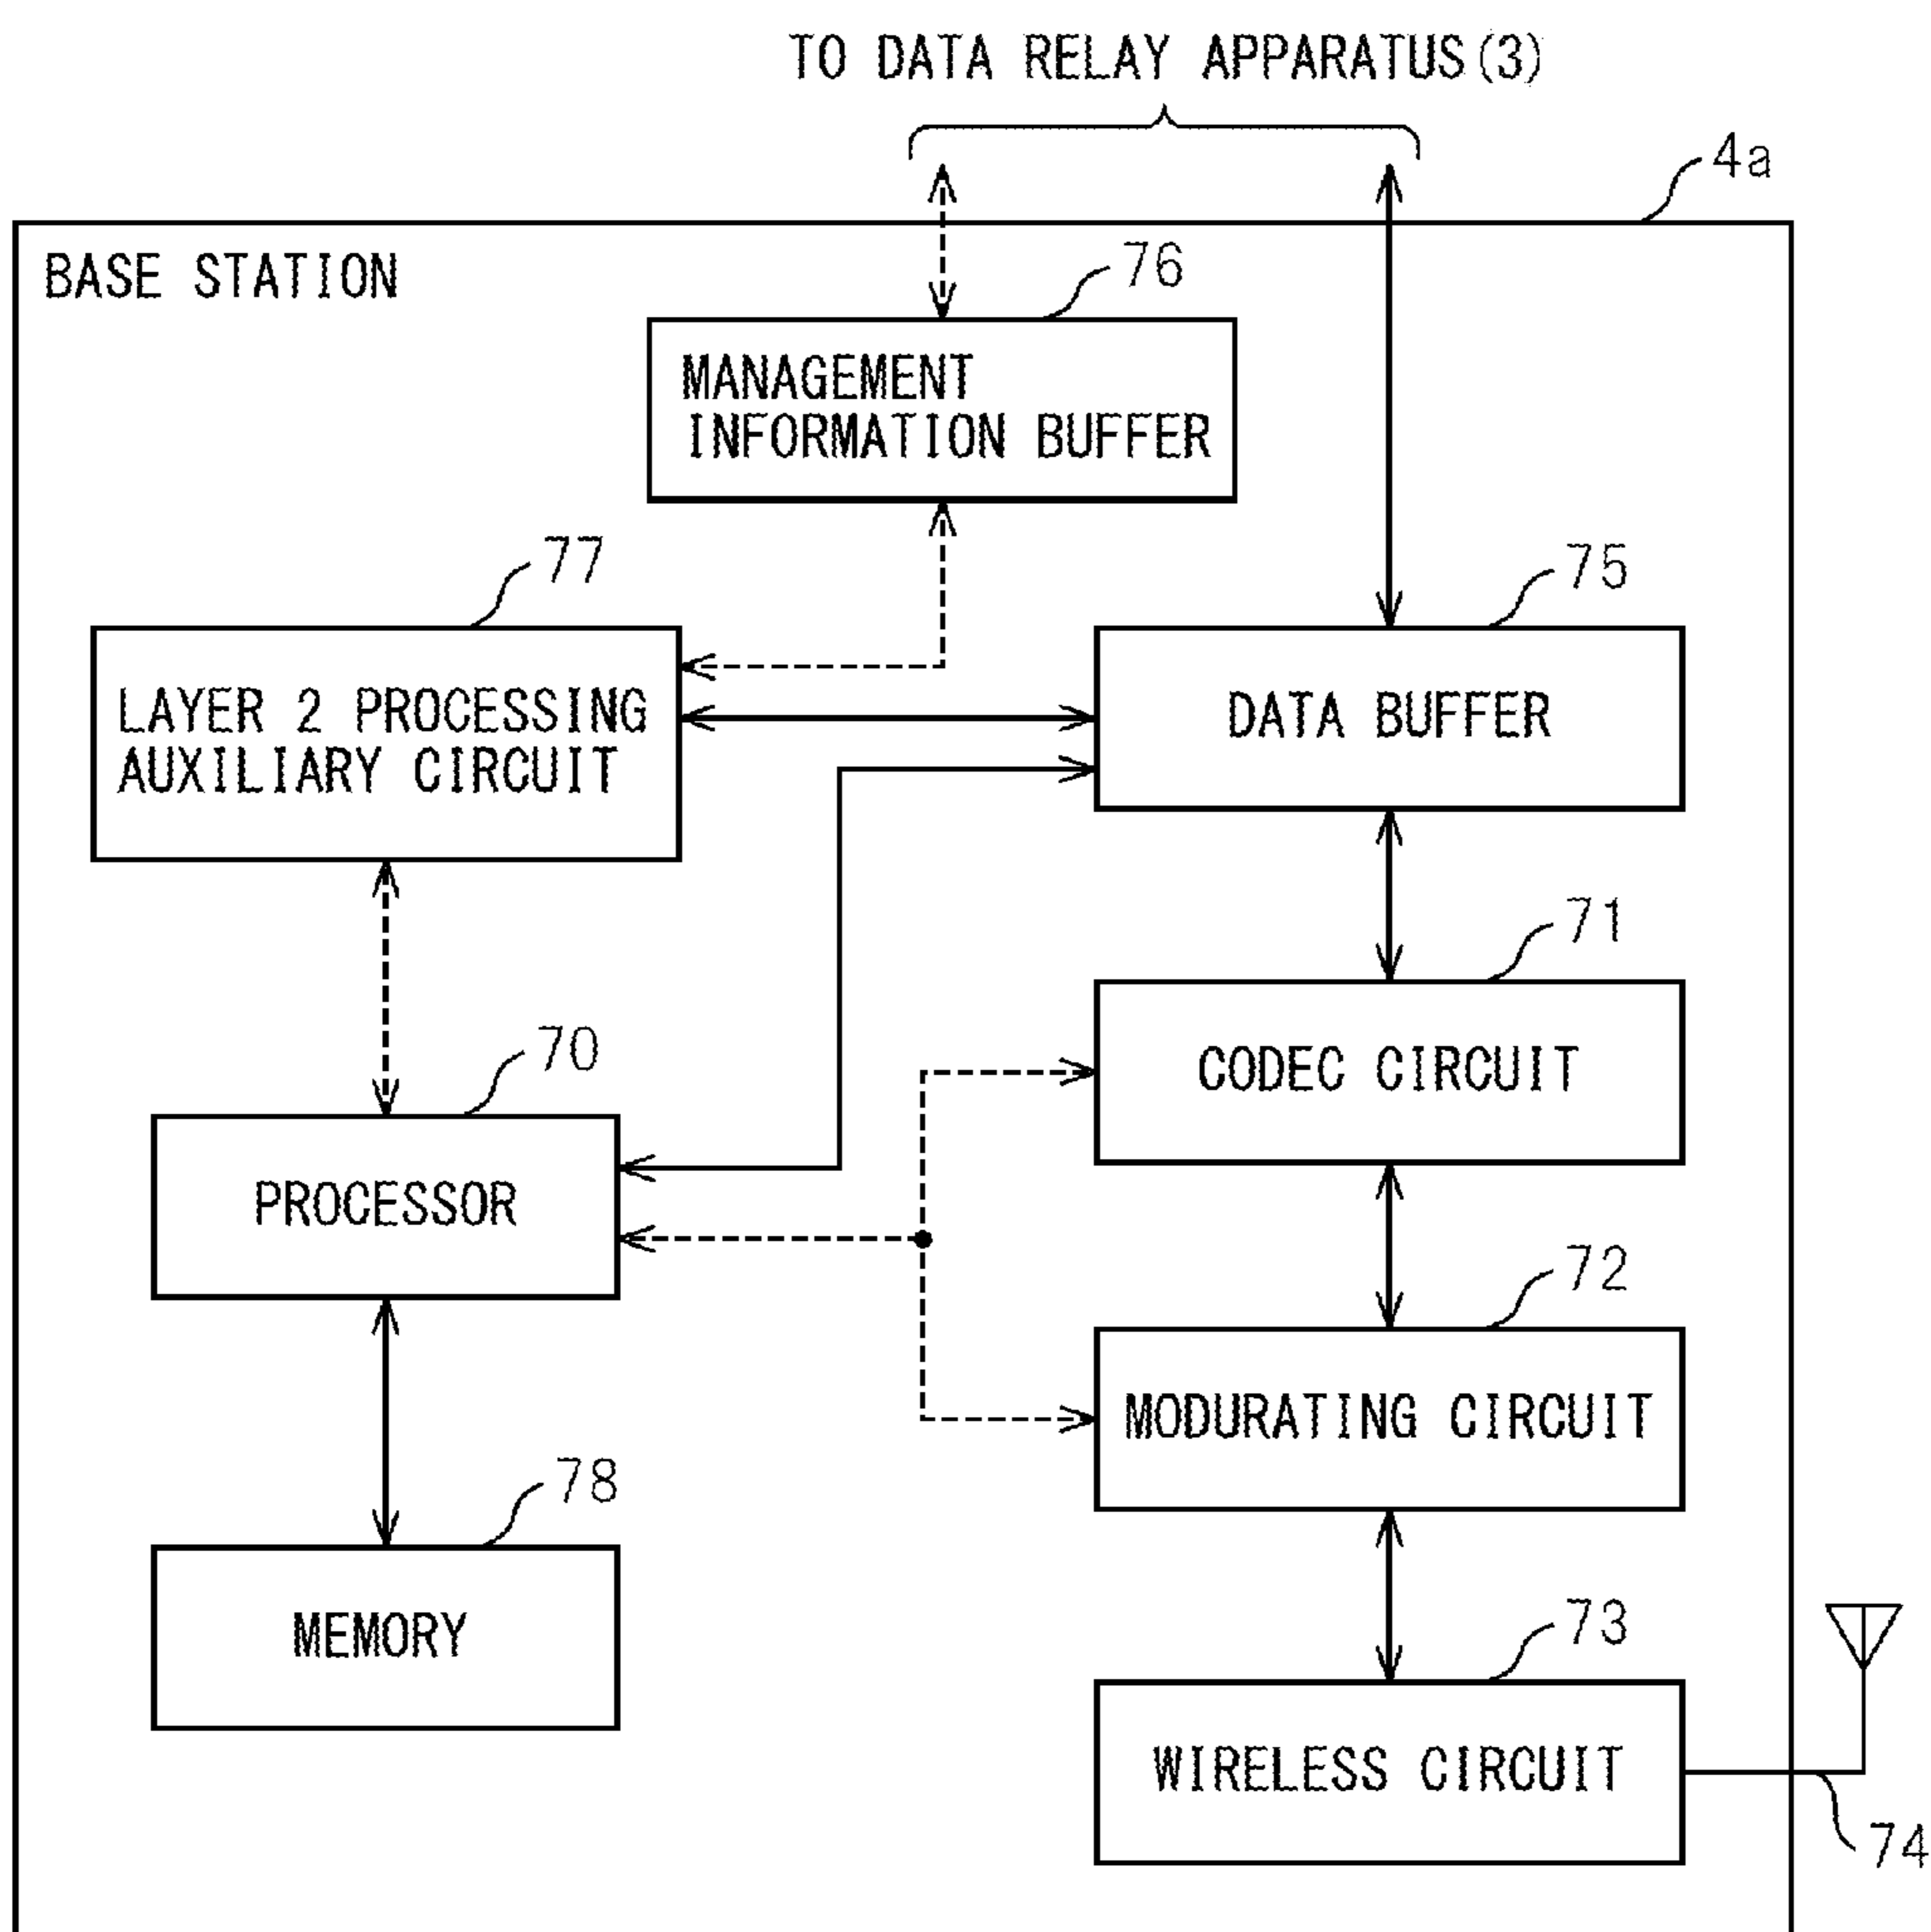 TO DATA RELAY APPARATUS(3)
4a
BASE STATION
76
MANAGEMENT
INFORMATION BUFFER
77
75
LAYER 2 PROCESSING
AUXILIARY CIRCUIT
DATA BUFFER
71
CODEC CIRCUIT
70
PROCESSOR
72
MODURATING CIRCUIT
78
MEMORY
73
WIRELESS CIRCUIT
74